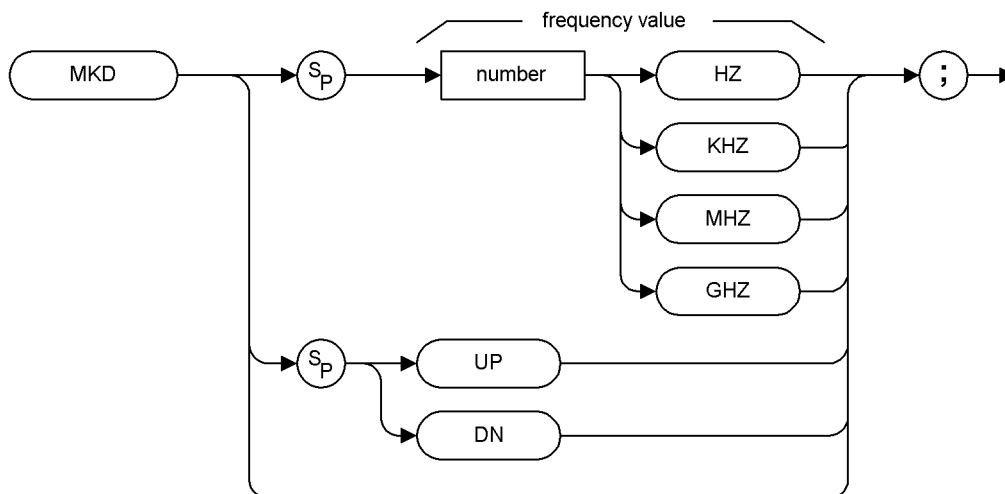 frequency value
MKD
SP
number
HZ
;
KHZ
MHZ
GHZ
SP
UP
DN